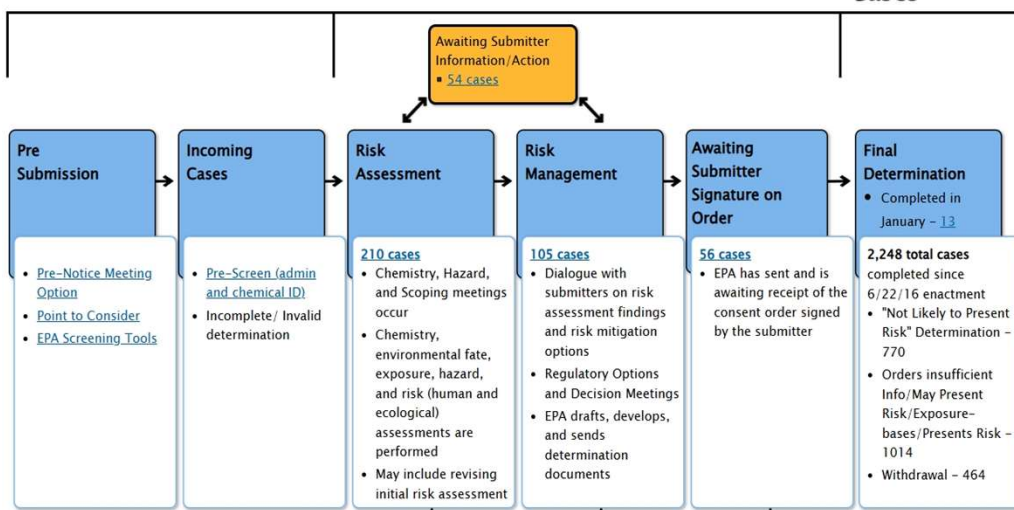 Awaiting Submitter
Information/Action
▪ 54 cases
Pre
Submission
• Pre-Notice Meeting
Option
• Point to Consider
• EPA Screening Tools
Incoming
Cases
• Pre-Screen (admin
and chemical ID)
• Incomplete/ Invalid
determination
Risk
Assessment
210 cases
• Chemistry, Hazard,
and Scoping meetings
occur
• Chemistry,
environmental fate,
exposure, hazard,
and risk (human and
ecological)
assessments are
performed
• May include revising
initial risk assessment
Risk
Management
105 cases
• Dialogue with
submitters on risk
assessment findings
and risk mitigation
options
• Regulatory Options
and Decision Meetings
• EPA drafts, develops,
and sends
determination
documents
Awaiting
Submitter
Signature on
Order
56 cases
• EPA has sent and is
awaiting receipt of the
consent order signed
by the submitter
Final
Determination
• Completed in
January – 13
2,248 total cases
completed since
6/22/16 enactment
• "Not Likely to Present
Risk" Determination –
770
• Orders insufficient
Info/May Present
Risk/Exposure-
bases/Presents Risk –
1014
• Withdrawal – 464